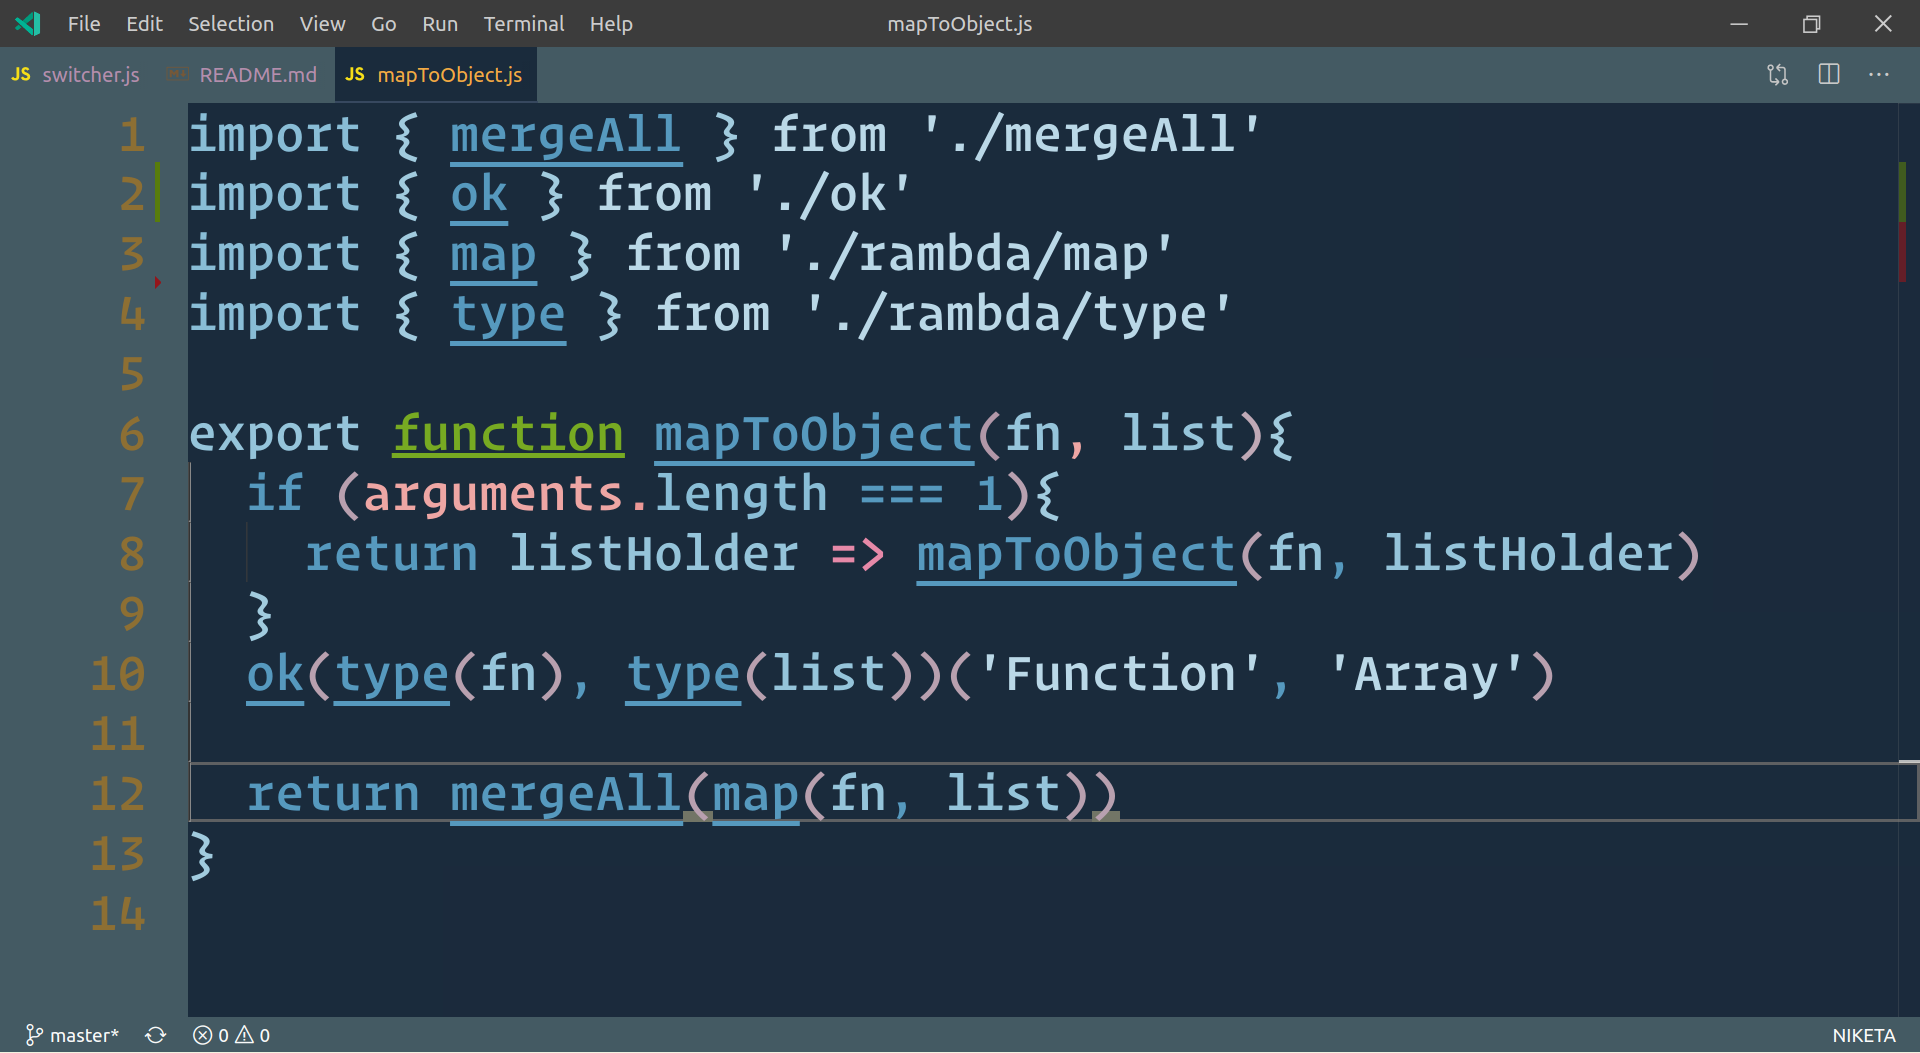 File Edit Selection View Go Run Terminal Help mapToObject.js
JS switcher.js README.md JS mapToObject.js
1 import { mergeAll } from './mergeAll'
2 import { ok } from './ok'
3 import { map } from './rambda/map'
4 import { type } from './rambda/type'
5
6 export function mapToObject(fn, list){
7 if (arguments.length === 1){
8 return listHolder => mapToObject(fn, listHolder)
9 }
10 ok(type(fn), type(list))('Function', 'Array')
11
12 return mergeAll(map(fn, list))
13 }
14
master* 0 0 NIKETA